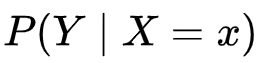 P(Y | X = x)